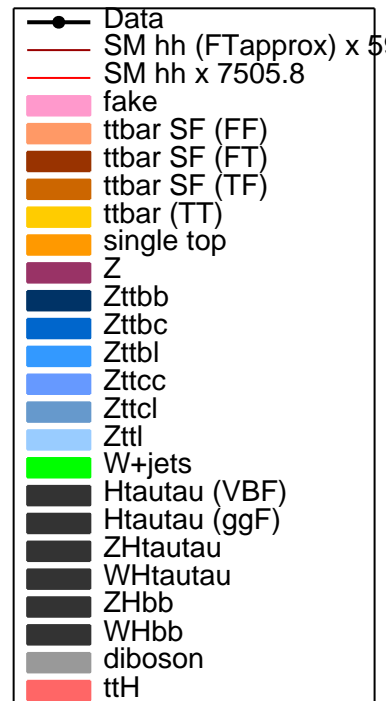 Data
SM hh (FTapprox) x 59
SM hh x 7505.8
fake
ttbar SF (FF)
ttbar SF (FT)
ttbar SF (TF)
ttbar (TT)
single top
Z
Zttbb
Zttbc
Zttbl
Zttcc
Zttcl
Zttl
W+jets
Htautau (VBF)
Htautau (ggF)
ZHtautau
WHtautau
ZHbb
WHbb
diboson
ttH